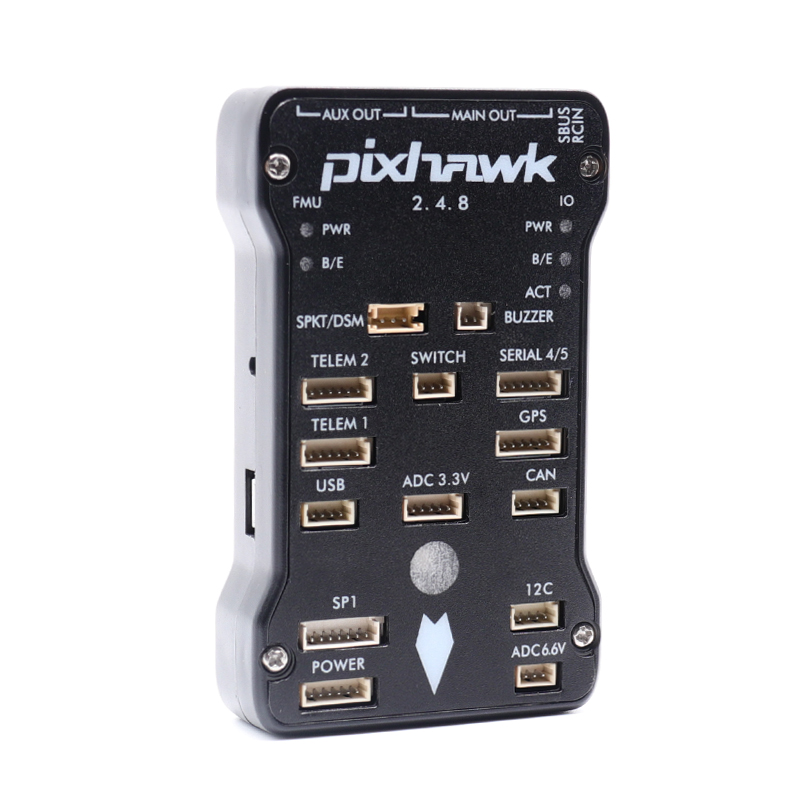 AUX OUT MAIN OUT SBUS
RCIN
pixhawk
FMU 2.4.8 IO
PWR PWR
B/E B/E
ACT
SPKT/DSM BUZZER
TELEM 2 SWITCH SERIAL 4/5
TELEM 1 GPS
USB ADC 3.3V CAN
SP1 12C
POWER ADC6.6V